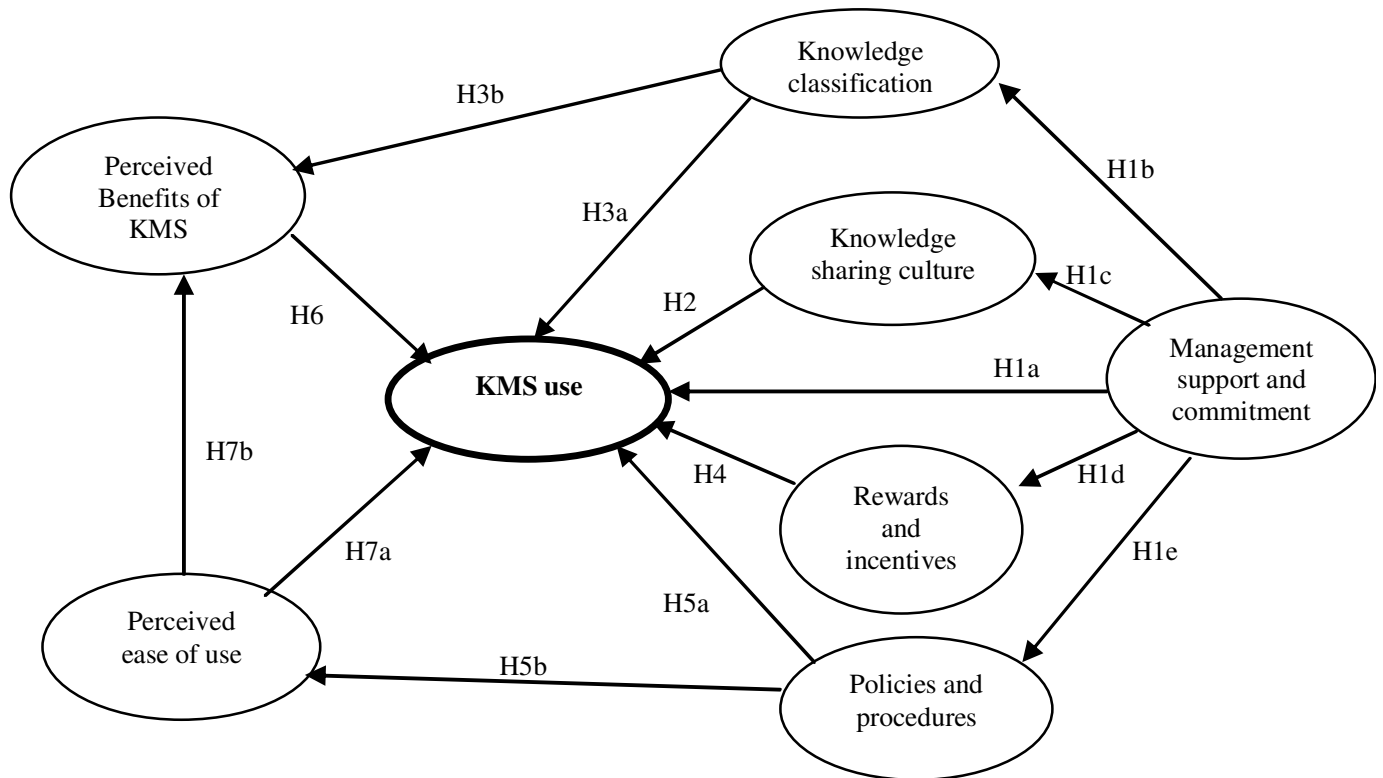 Knowledge
classification
H3b
H1b
Perceived
Benefits of
KMS
H3a
Knowledge
sharing culture
H1c
H2
H6
Management
support and
commitment
H1a
KMS use
H7b
H4
H1d
Rewards
and
incentives
H7a
H1e
H5a
Perceived
ease of use
H5b
Policies and
procedures